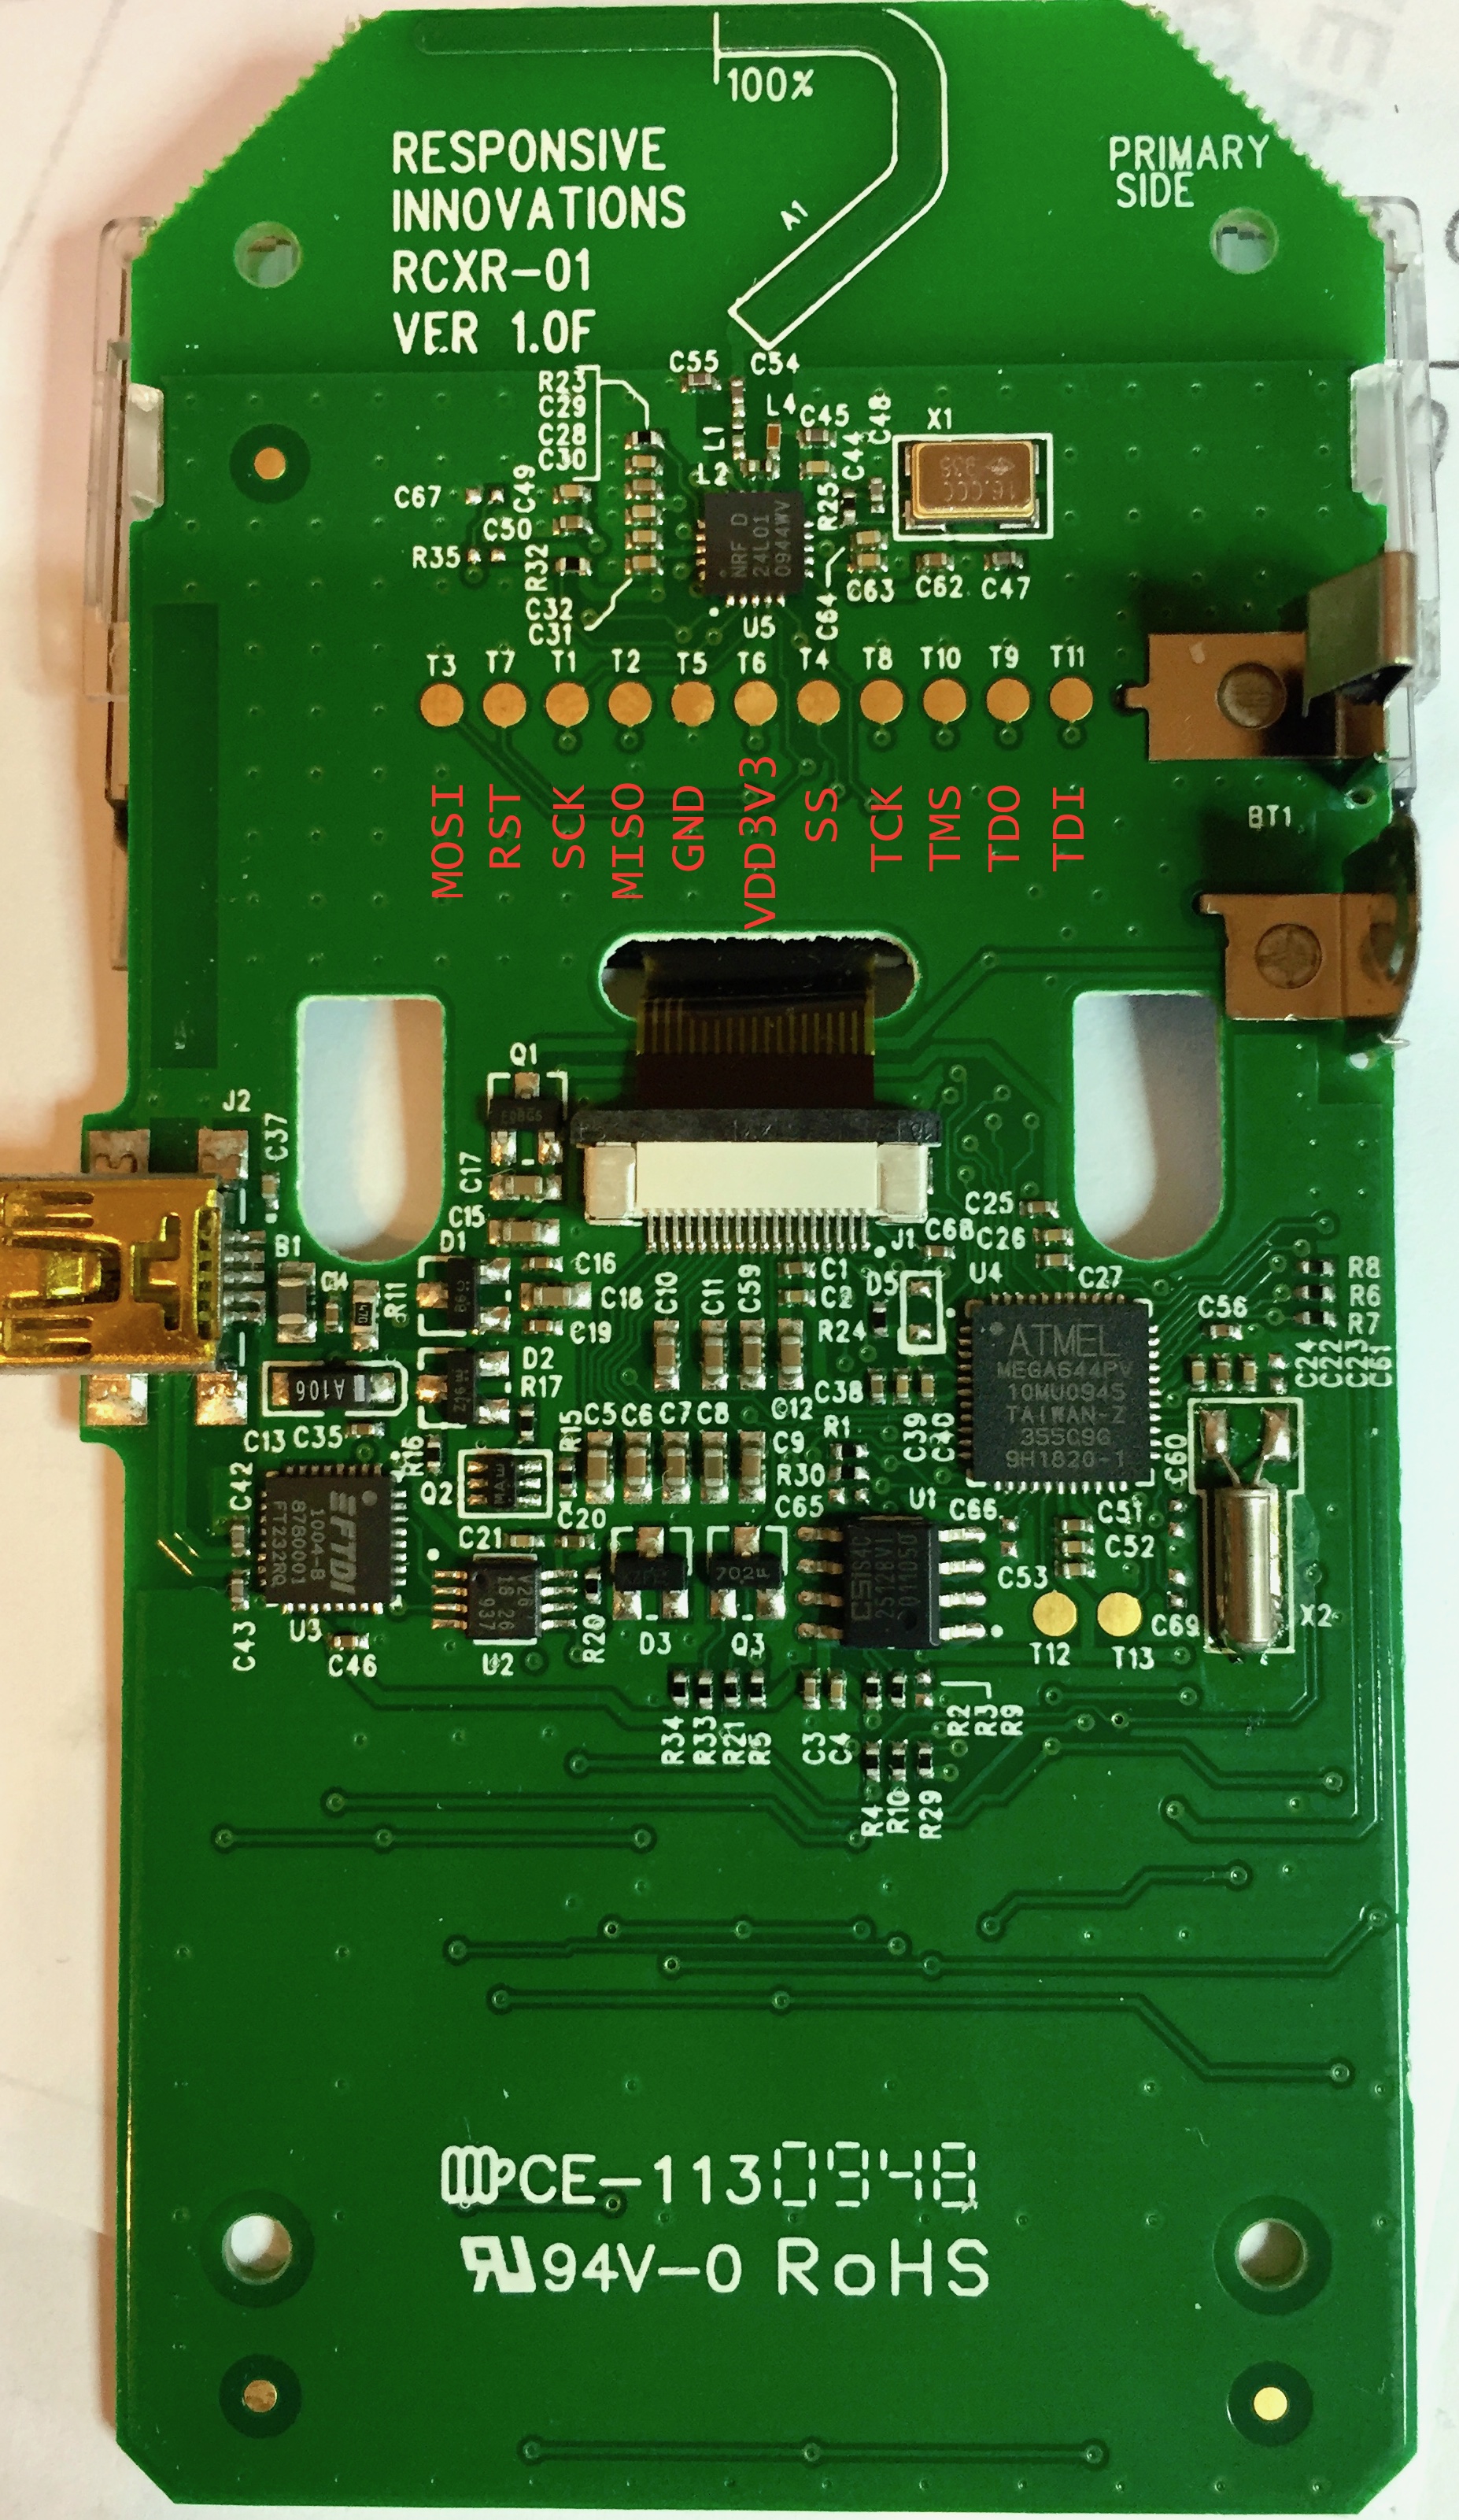 100%
RESPONSIVE
INNOVATIONS
RCXR-01
VER 1.0F
PRIMARY
SIDE
A1
C55 C54
R23
C29
C28
C30
L4 C45
L1
L2
C44
C48
X1
C67
C49
C50
R35
R32
C32
C31
NRF D
24L01
0944WV
U5
R25
C64
C63 C62 C47
T3 T7 T1 T2 T5 T6 T4 T8 T10 T9 T11
MOSI RST SCK MISO GND VDD3V3 SS TCK TMS TDO TDI
BT1
Q1
J2
C37
C17
C15
D1
B1
R11
C16
C18
C19
C10 C11 C59
C1
C2
R24
J1
C68
D5
C25
C26
U4
C27
ATMEL
MEGA644PV
10MU0945
TAIWAN-Z
355C9G
9H1820-1
C56
R8
R6
R7
C24 C22 C23 C61
A106
D2
R17
C38
C39 C40
C13 C35
R16
Q2
R15
C5 C6 C7 C8
C12
C9
R1
R30
C65
U1
C66
C60
C42
FTDI
1004-B
FT232RQ
U3
C43
C46
C21
C20
U2
R20
D3
702F
Q3
C51
C52
C53
T12 T13
C69
X2
R34 R33 R21 R5
C3 C4
R2 R3 R9
R4 R10 R29
CE-113 0948
94V-0 RoHS